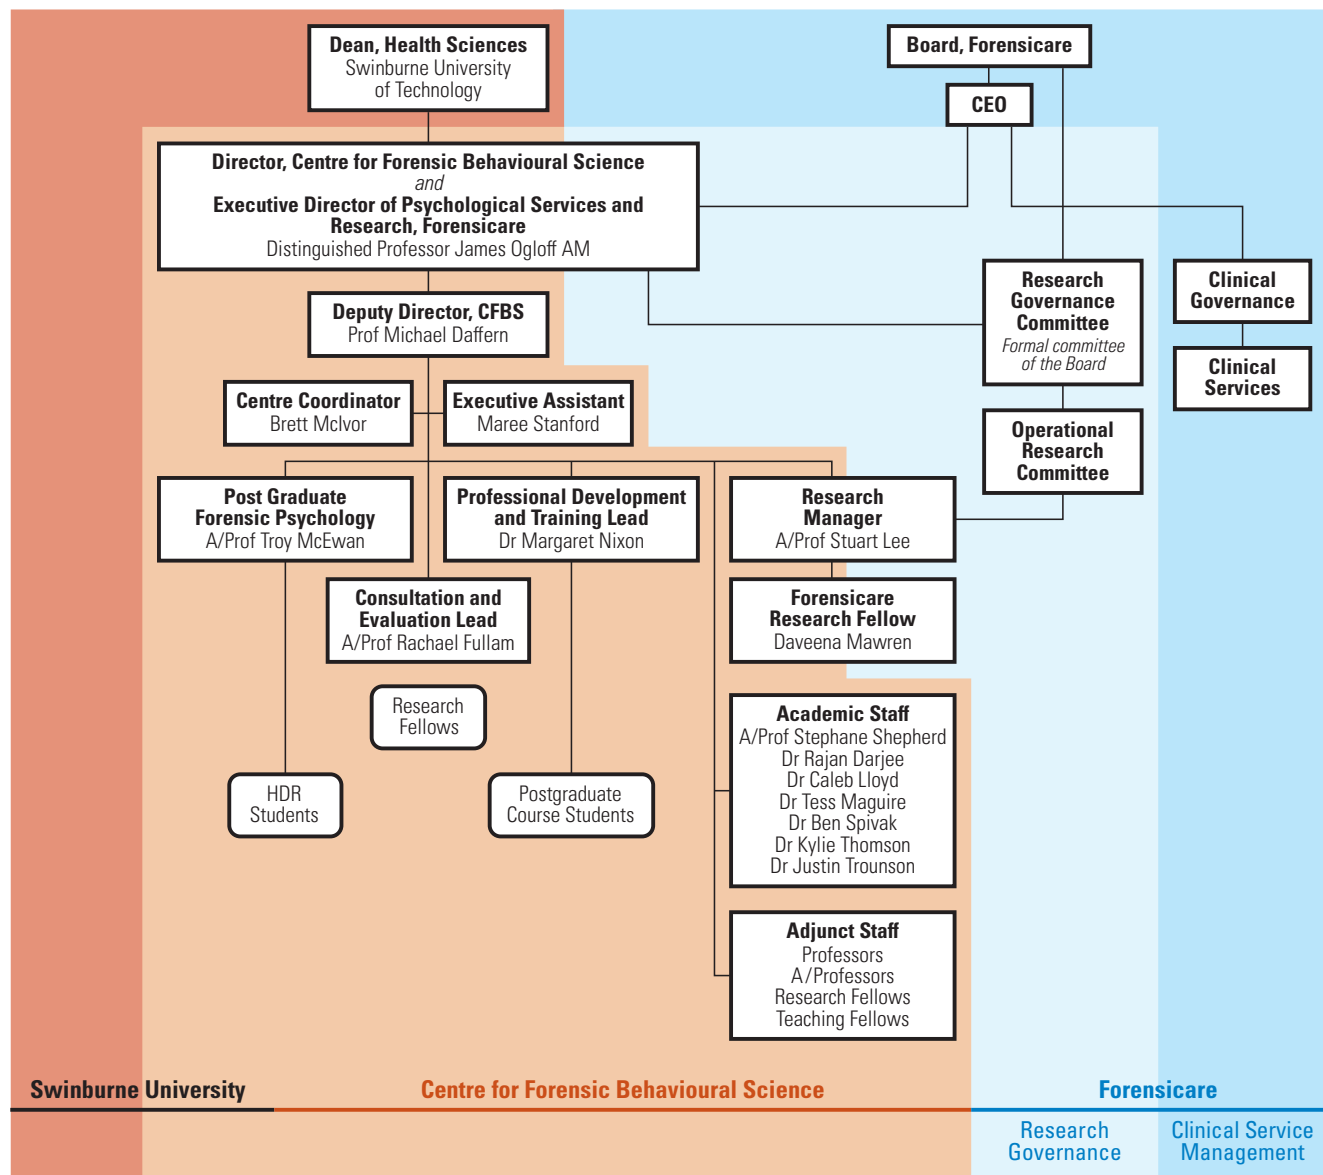 Dean, Health Sciences
Swinburne University
of Technology
Board, Forensicare
CEO
Director, Centre for Forensic Behavioural Science
and
Executive Director of Psychological Services and
Research, Forensicare
Distinguished Professor James Ogloff AM
Deputy Director, CFBS
Prof Michael Daffern
Research
Governance
Committee
Formal committee
of the Board
Clinical
Governance
Clinical
Services
Centre Coordinator
Brett McIvor
Executive Assistant
Maree Stanford
Operational
Research
Committee
Post Graduate
Forensic Psychology
A/Prof Troy McEwan
Professional Development
and Training Lead
Dr Margaret Nixon
Research
Manager
A/Prof Stuart Lee
Consultation and
Evaluation Lead
A/Prof Rachael Fullam
Forensicare
Research Fellow
Daveena Mawren
Research
Fellows
HDR
Students
Postgraduate
Course Students
Academic Staff
A/Prof Stephane Shepherd
Dr Rajan Darjee
Dr Caleb Lloyd
Dr Tess Maguire
Dr Ben Spivak
Dr Kylie Thomson
Dr Justin Trounson
Adjunct Staff
Professors
A/Professors
Research Fellows
Teaching Fellows
Swinburne University
Centre for Forensic Behavioural Science
Forensicare
Research
Governance
Clinical Service
Management